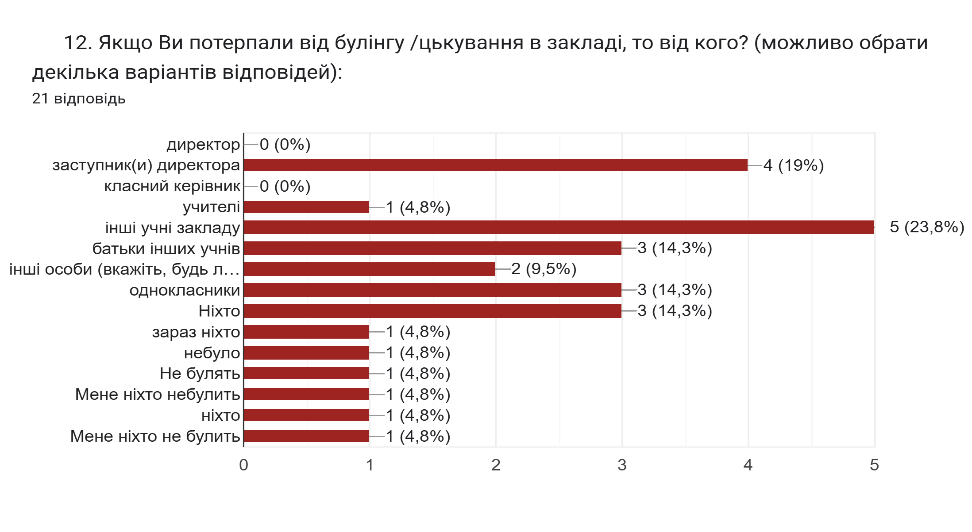 12. Якщо Ви потерпали від булінгу /цькування в закладі, то від кого? (можливо обрати
декілька варіантів відповідей):
21 відповідь
директор 0 (0%)
заступник(и) директора 4 (19%)
класний керівник 0 (0%)
учителі 1 (4,8%)
інші учні закладу 5 (23,8%)
батьки інших учнів 3 (14,3%)
інші особи (вкажіть, будь л… 2 (9,5%)
однокласники 3 (14,3%)
Ніхто 3 (14,3%)
зараз ніхто 1 (4,8%)
небуло 1 (4,8%)
Не булять 1 (4,8%)
Мене ніхто небулить 1 (4,8%)
ніхто 1 (4,8%)
Мене ніхто не булить 1 (4,8%)
0 1 2 3 4 5